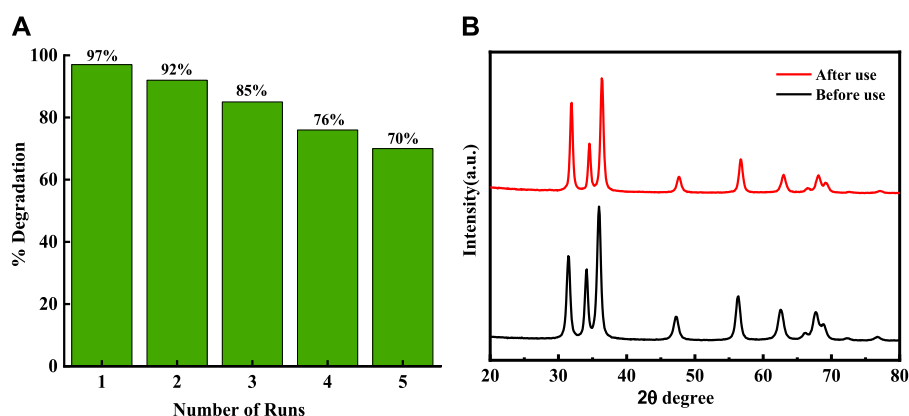 A
97%
92%
85%
76%
70%
100
80
60
40
20
0
% Degradation
1 2 3 4 5
Number of Runs
B
After use
Before use
Intensity(a.u.)
20 30 40 50 60 70 80
2θ degree